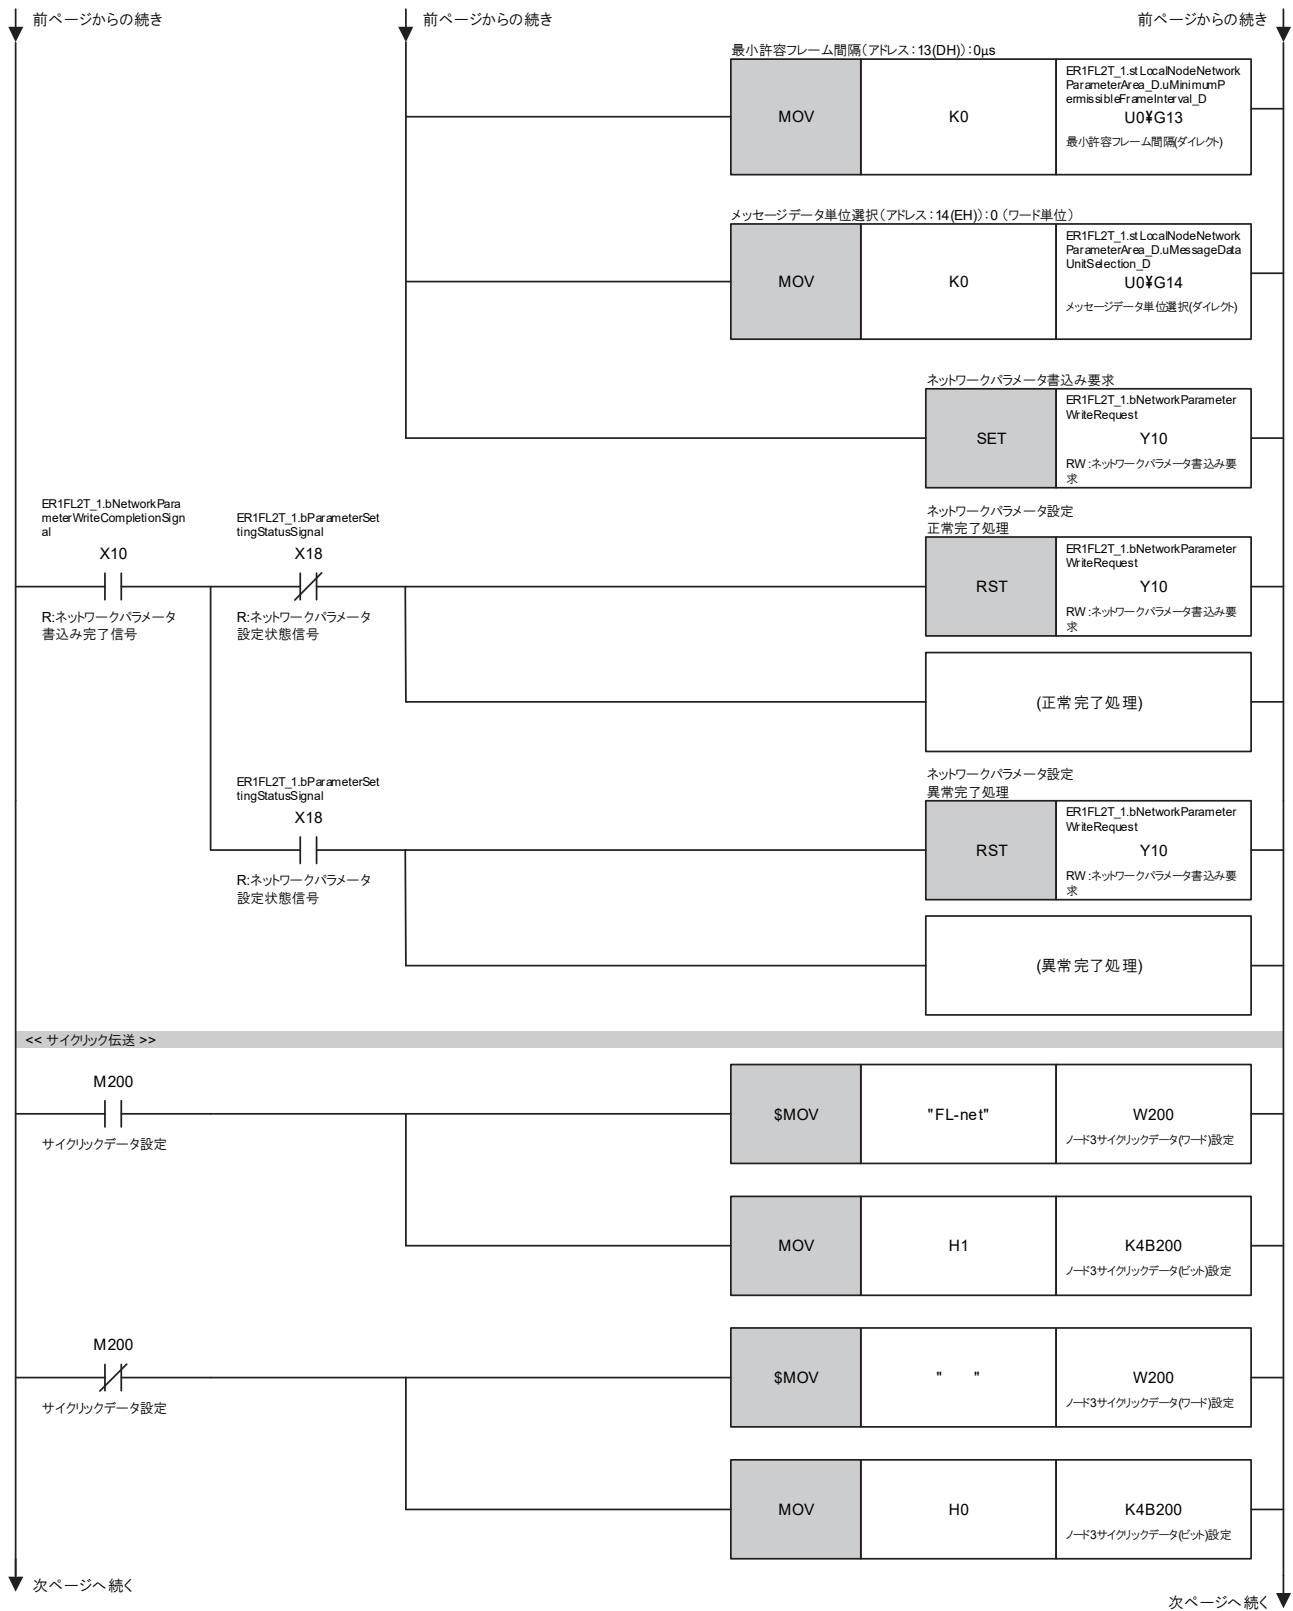 前ページからの続き
前ページからの続き
前ページからの続き
最小許容フレーム間隔(アドレス:13(DH)):0μs
MOV
K0
ER1FL2T_1.stLocalNodeNetwork
ParameterArea_D.uMinimumP
ermissibleFrameInterval_D
U0¥G13
最小許容フレーム間隔(ダイレクト)
メッセージデータ単位選択(アドレス:14(EH)):0(ワード単位)
MOV
K0
ER1FL2T_1.stLocalNodeNetwork
ParameterArea_D.uMessageData
UnitSelection_D
U0¥G14
メッセージデータ単位選択(ダイレクト)
ネットワークパラメータ書込み要求
SET
ER1FL2T_1.bNetworkParameter
WriteRequest
Y10
RW:ネットワークパラメータ書込み要
求
ER1FL2T_1.bNetworkPara
meterWriteCompletionSign
al
X10
R:ネットワークパラメータ
書込み完了信号
ER1FL2T_1.bParameterSet
tingStatusSignal
X18
R:ネットワークパラメータ
設定状態信号
ネットワークパラメータ設定
正常完了処理
RST
ER1FL2T_1.bNetworkParameter
WriteRequest
Y10
RW:ネットワークパラメータ書込み要
求
(正常完了処理)
ER1FL2T_1.bParameterSet
tingStatusSignal
X18
R:ネットワークパラメータ
設定状態信号
ネットワークパラメータ設定
異常完了処理
RST
ER1FL2T_1.bNetworkParameter
WriteRequest
Y10
RW:ネットワークパラメータ書込み要
求
(異常完了処理)
<< サイクリック伝送 >>
M200
サイクリックデータ設定
$MOV
"FL-net"
W200
ノード3サイクリックデータ(ワード)設定
MOV
H1
K4B200
ノード3サイクリックデータ(ビット)設定
M200
サイクリックデータ設定
$MOV
"      "
W200
ノード3サイクリックデータ(ワード)設定
MOV
H0
K4B200
ノード3サイクリックデータ(ビット)設定
次ページへ続く
次ページへ続く